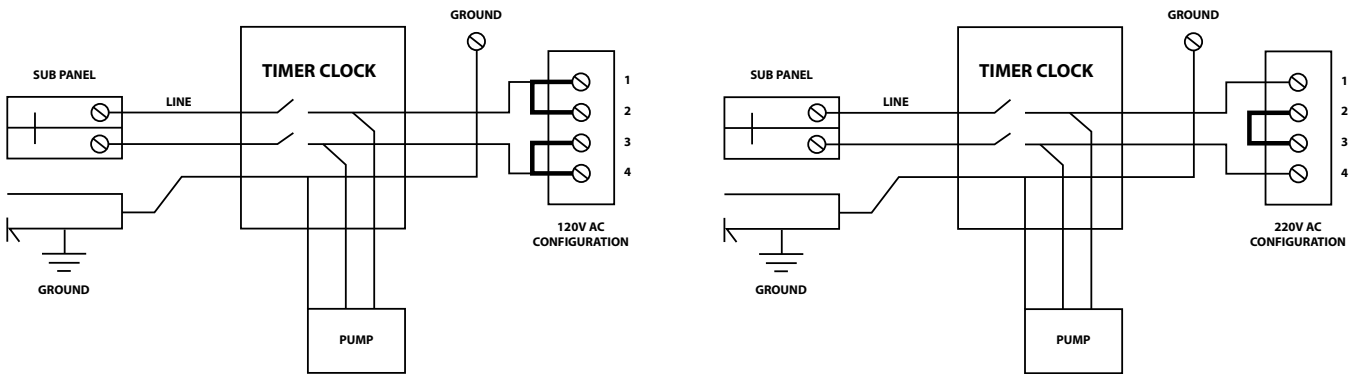 GROUND
SUB PANEL
TIMER CLOCK
LINE
1
2
3
4
120V AC
CONFIGURATION
GROUND
PUMP
GROUND
SUB PANEL
TIMER CLOCK
LINE
1
2
3
4
220V AC
CONFIGURATION
GROUND
PUMP